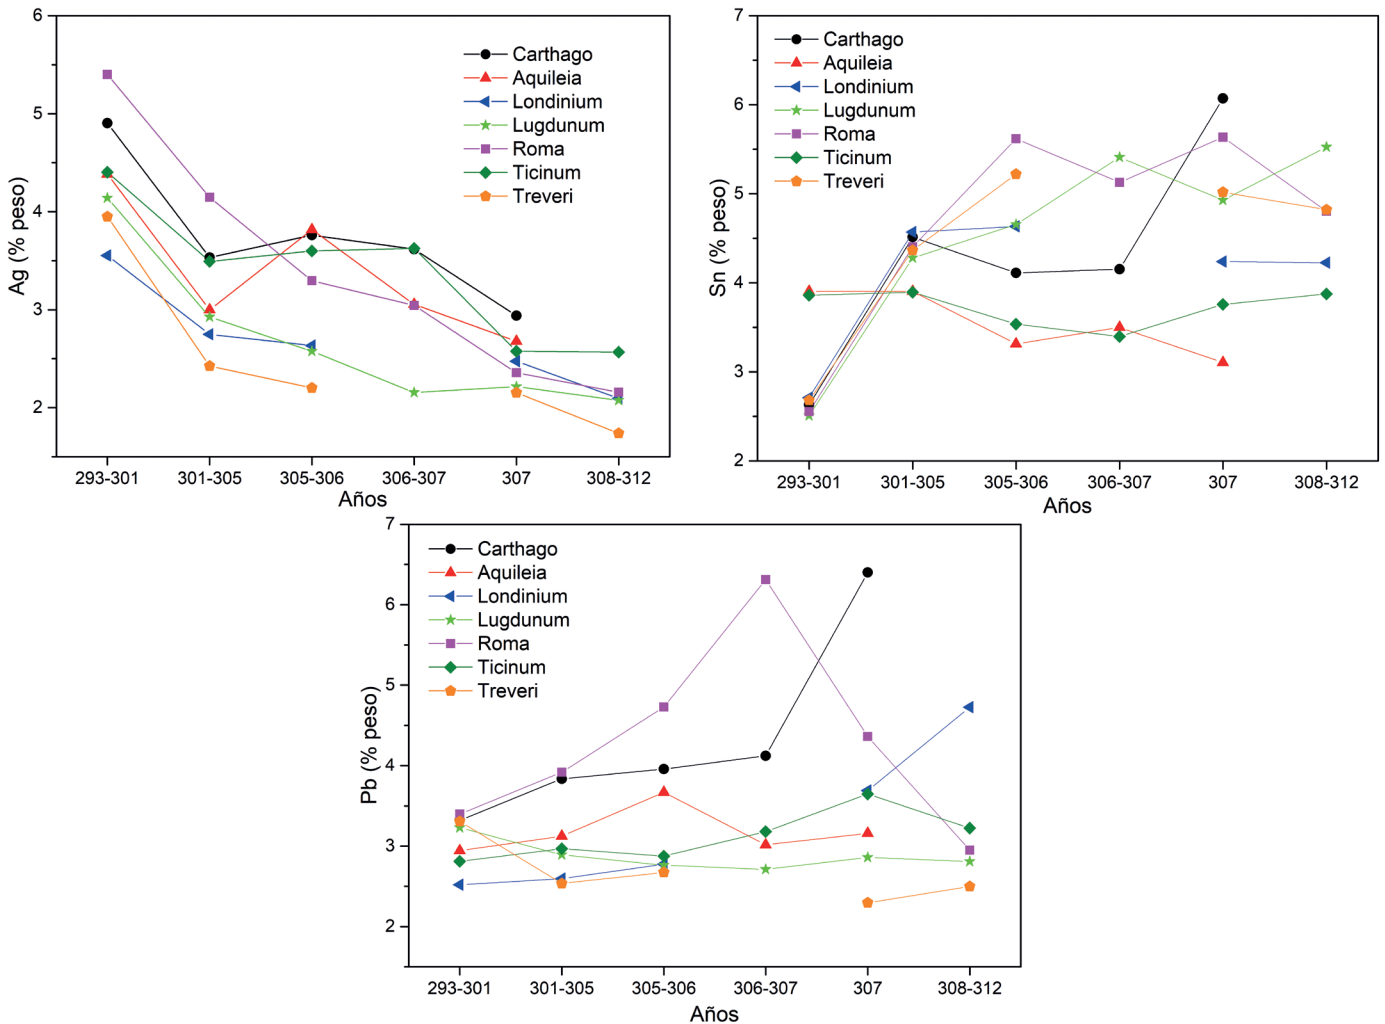 6
5
4
3
2
Ag (% peso)
Carthago
Aquileia
Londinium
Lugdunum
Roma
Ticinum
Treveri
293-301 301-305 305-306 306-307 307 308-312
Años
7
6
5
4
3
2
Sn (% peso)
Carthago
Aquileia
Londinium
Lugdunum
Roma
Ticinum
Treveri
293-301 301-305 305-306 306-307 307 308-312
Años
7
6
5
4
3
2
Pb (% peso)
Carthago
Aquileia
Londinium
Lugdunum
Roma
Ticinum
Treveri
293-301 301-305 305-306 306-307 307 308-312
Años